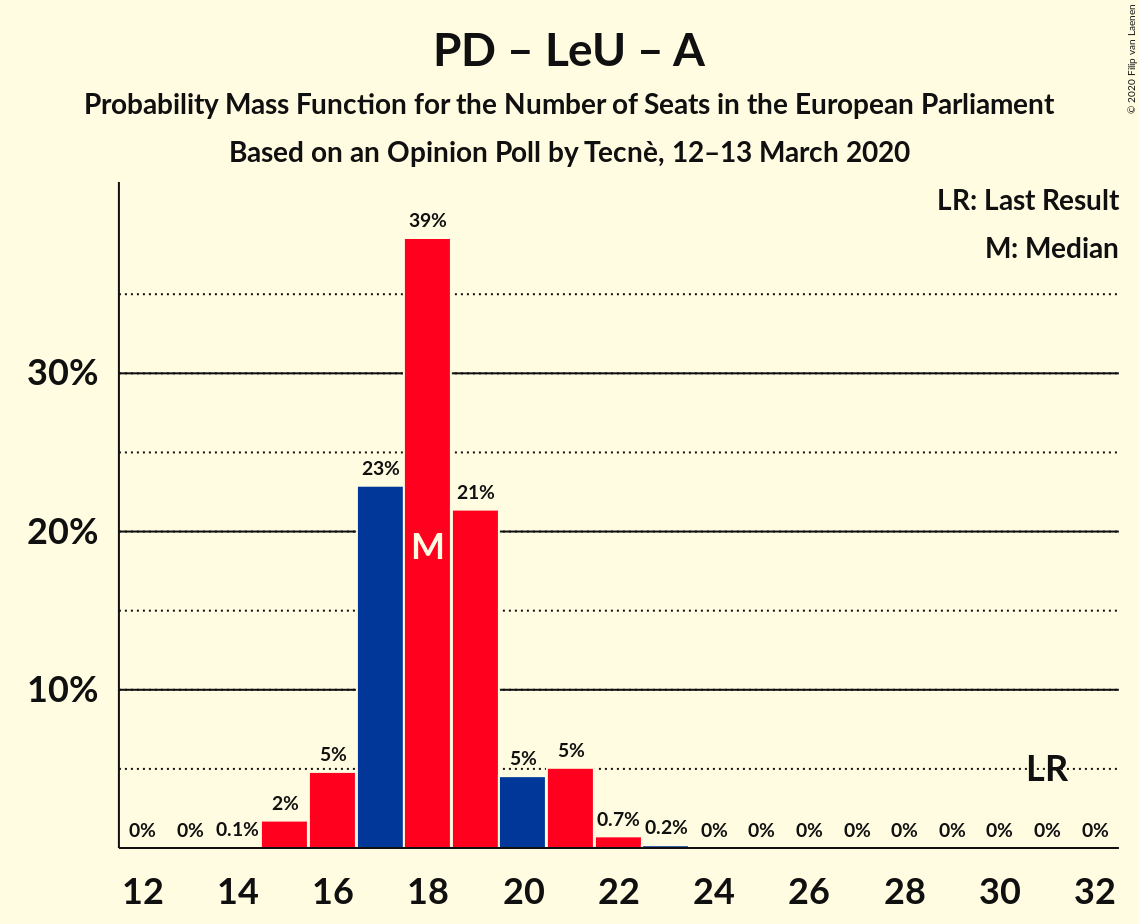 PD – LeU – A
Probability Mass Function for the Number of Seats in the European Parliament
Based on an Opinion Poll by Tecnè, 12–13 March 2020
© 2020 Filip van Laenen
LR: Last Result
M: Median
39%
30%
23%
21%
20%
M
10%
5%
5%
5%
LR
2%
0% 0% 0.1% 0.7% 0.2% 0% 0% 0% 0% 0% 0% 0% 0% 0%
12 14 16 18 20 22 24 26 28 30 32